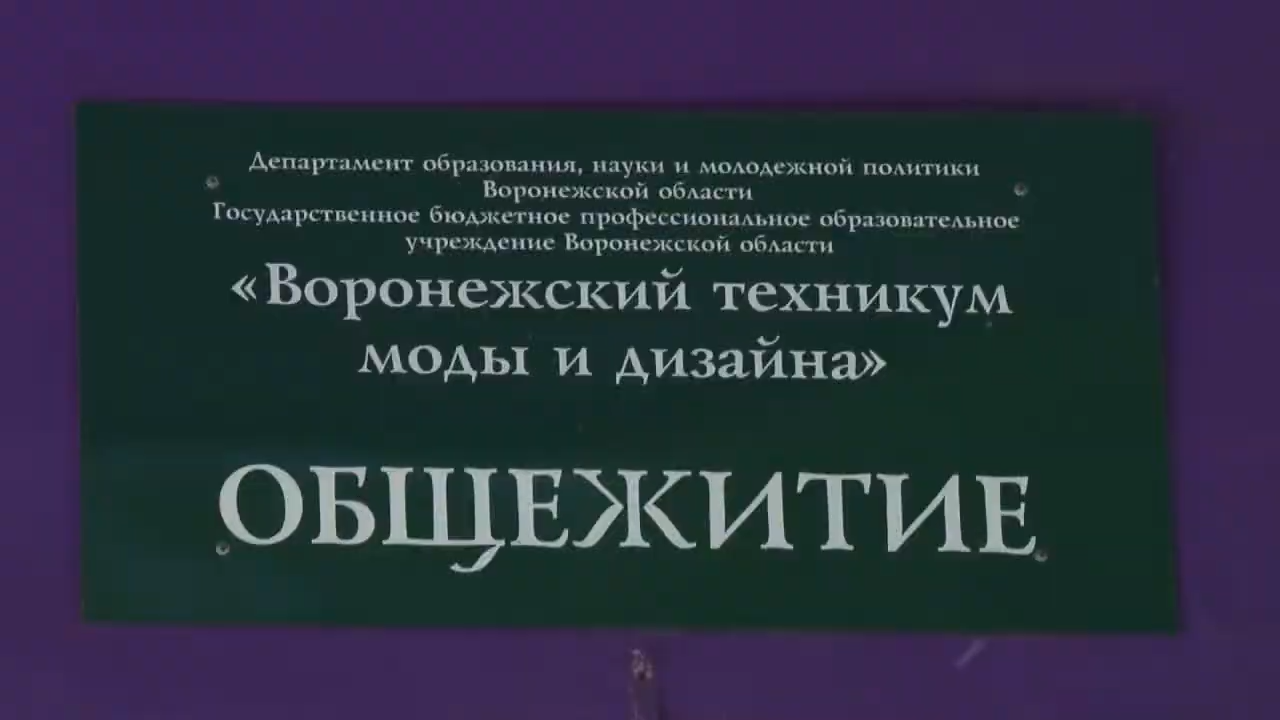 Департамент образования, науки и молодежной политики
Воронежской области
Государственное бюджетное профессиональное образовательное
учреждение Воронежской области
«Воронежский техникум
моды и дизайна»
ОБЩЕЖИТИЕ